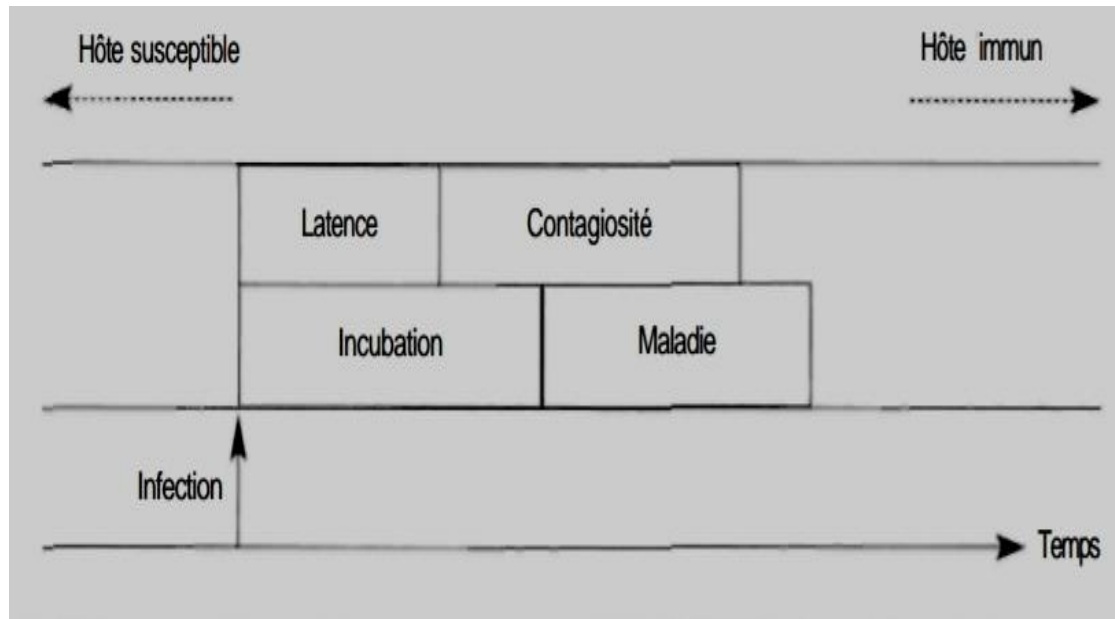 Hôte susceptible
Hôte immun
Latence
Contagiosité
Incubation
Maladie
Infection
Temps